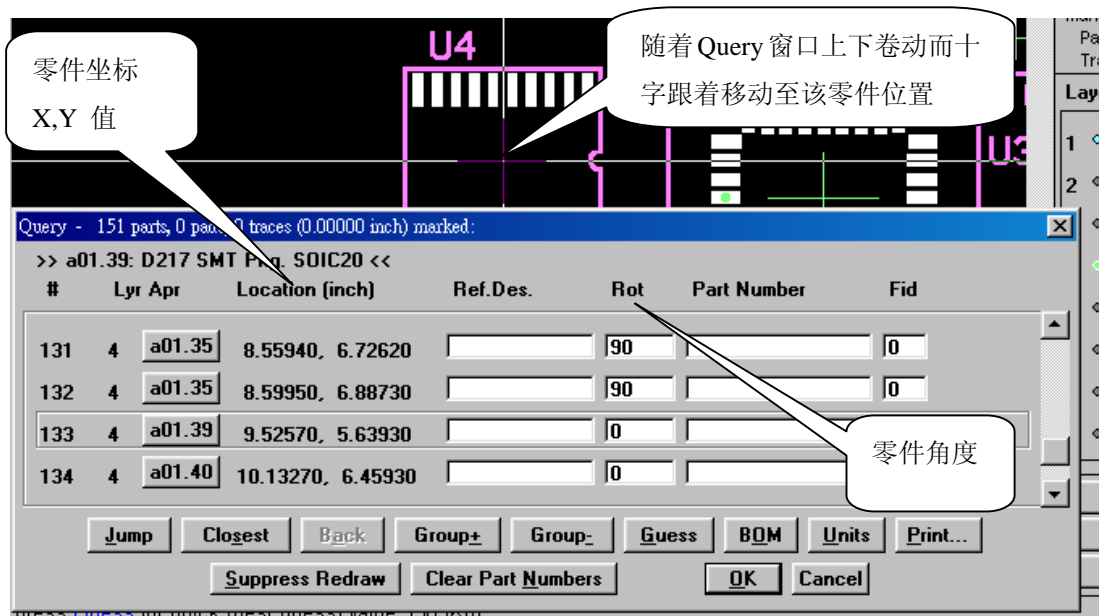 零件坐标
X,Y 值
U4
随着Query窗口上下卷动而十
字跟着移动至该零件位置
Pa
Tra
Lay
1
2
U3
Query - 151 parts, 0 pads, 0 traces (0.00000 inch) marked:
>> a01.39: D217 SMT Pkg. SOIC20 <<
# Lyr Apr Location (inch) Ref.Des. Rot Part Number Fid
131 4 a01.35 8.55940, 6.72620 90 0
132 4 a01.35 8.59950, 6.88730 90 0
133 4 a01.39 9.52570, 5.63930 0
134 4 a01.40 10.13270, 6.45930 0
零件角度
Jump Closest Back Group+ Group- Guess BOM Units Print...
Suppress Redraw Clear Part Numbers OK Cancel